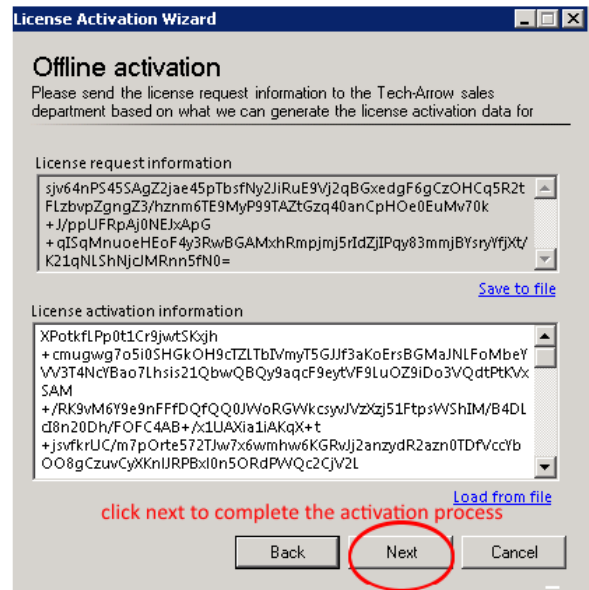 License Activation Wizard
Offline activation
Please send the license request information to the Tech-Arrow sales
department based on what we can generate the license activation data for
License request information
sjv64nPS45SAgZ2jae45pTbsfNy2JiRuE9Vj2qBGxedgF6gCzOHCq5R2t
FLzbvpZgngZ3/hznm6TE9MyP99TAZtGzq40anCpHOe0EuMv70k
+J/ppUFRpAj0NEJxApG
+qISqMnuoeHEoF4y3RwBGAMxhRmpjmj5rIdZjIPqy83mmjBYsryYfjXt/
K21qNLShNjcJMRnn5fN0=
Save to file
License activation information
XPotkfLPp0t1Cr9jwtSKxjh
+cmugwg7o5i0SHGkOH9cTZLTbIVmyT5GJJf3aKoErsBGMaJNLFoMbeY
VV3T4NcYBao7Lhsis21QbwQBQy9aqcF9eytVF9LuOZ9iDo3VQdtPtKVx
SAM
+/RK9vM6Y9e9nFFfDQfQQ0JWoRGWkcsyvJVzXzj51FtpsWShIM/B4DL
cI8n20Dh/FOFC4AB+/x1UAXia1iAKqX+t
+jsvfkrUC/m7pOrte572TJw7x6wmhw6KGRvJj2anzydR2azn0TDfVccYb
OO8gCzuvCyXKnIJRPBxI0n5ORdPWQc2CjV2L
Load from file
click next to complete the activation process
Back Next Cancel